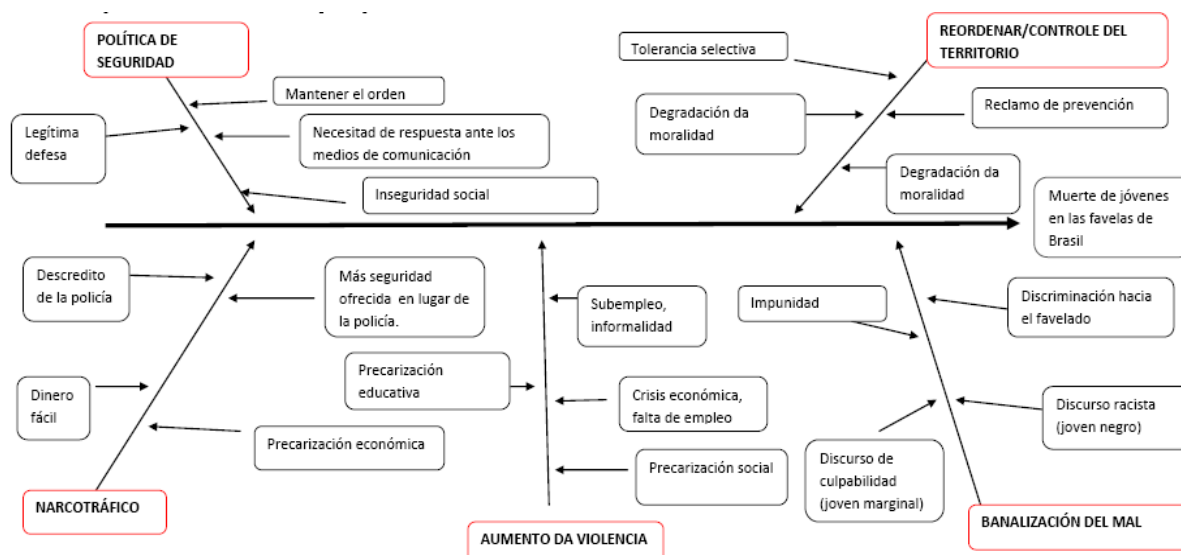 POLÍTICA DE
SEGURIDAD
Mantener el orden
Legítima
defesa
Necesitad de respuesta ante los
medios de comunicación
Inseguridad social
Tolerancia selectiva
REORDENAR/CONTROLE DEL
TERRITORIO
Degradación da
moralidad
Reclamo de prevención
Degradación da
moralidad
Muerte de jóvenes
en las favelas de
Brasil
Descredito
de la policía
Más seguridad
ofrecida en lugar de
la policía.
Dinero
fácil
Precarización económica
NARCOTRÁFICO
Subempleo,
informalidad
Precarización
educativa
Crisis económica,
falta de empleo
Precarización social
AUMENTO DA VIOLENCIA
Impunidad
Discriminación hacia
el favelado
Discurso racista
(joven negro)
Discurso de
culpabilidad
(joven marginal)
BANALIZACIÓN DEL MAL